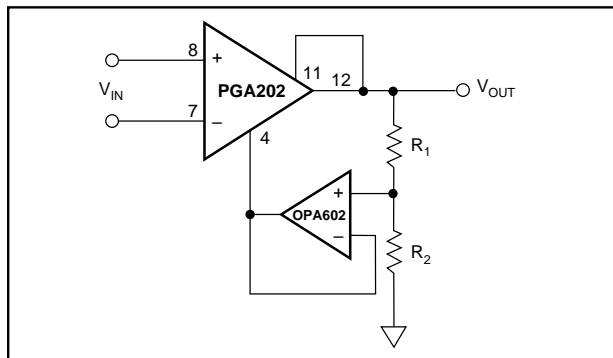 8
+
11
PGA202
12
V_IN
V_OUT
7
–
4
R_1
+
OPA602
–
R_2